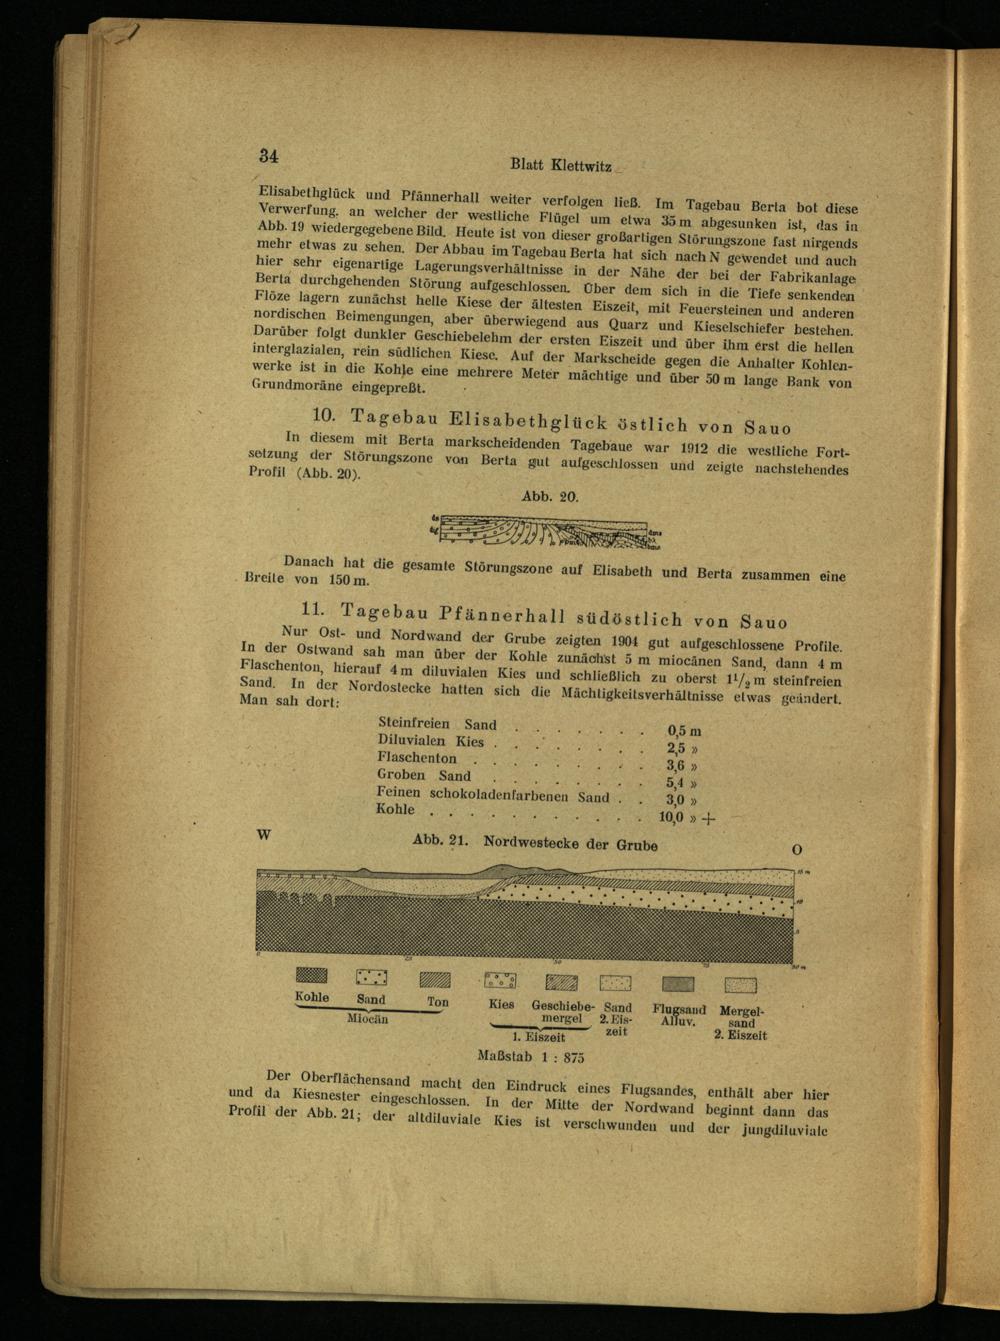 34
Blatt Klettwitz
Elisabethglück und Pfännerhall weiter verfolgen ließ. Im Tagebau Berta bot diese
Verwerfung, an welcher der westliche Flügel um etwa 35 m abgesunken ist, das in
Abb. 19 wiedergegebene Bild. Heute ist von dieser großartigen Störungszone fast nirgends
mehr etwas zu sehen. Der Abbau im Tagebau Berta hat sich nach N gewendet und auch
hier sehr eigenartige Lagerungsverhältnisse in der Nähe der bei der Fabrikanlage
Berta durchgehenden Störung aufgeschlossen. Über dem sich in die Tiefe senkenden
Flöze lagern zunächst helle Kiese der ältesten Eiszeit, mit Feuersteinen und anderen
nordischen Beimengungen, aber überwiegend aus Quarz und Kieselschiefer bestehen.
Darüber folgt dunkler Geschiebelehm der ersten Eiszeit und über ihm erst die hellen
interglazialen, rein südlichen Kiese. Auf der Markscheide gegen die Anhalter Kohlen-
werke ist in die Kohle eine mehrere Meter mächtige und über 50 m lange Bank von
Grundmoräne eingepreßt.
10. Tagebau Elisabethglück östlich von Sauo
In diesem mit Berta markscheidenden Tagebaue war 1912 die westliche Fort-
setzung der Störungszone von Berta gut aufgeschlossen und zeigte nachstehendes
Profil (Abb. 20).
Abb. 20.
Danach hat die gesamte Störungszone auf Elisabeth und Berta zusammen eine
Breite von 150 m.
11. Tagebau Pfännerhall südöstlich von Sauo
Nur Ost- und Nordwand der Grube zeigten 1904 gut aufgeschlossene Profile.
In der Ostwand sah man über der Kohle zunächst 5 m miocänen Sand, dann 4 m
Flaschenton, hierauf 4 m diluvialen Kies und schließlich zu oberst 1 1/2 m steinfreien
Sand. In der Nordostecke hatten sich die Mächtigkeitsverhältnisse etwas geändert.
Man sah dort:
Steinfreien Sand . . . . . . . 0,5 m
Diluvialen Kies . . . . . . . . 2,5 »
Flaschenton . . . . . . . . . 3,6 »
Groben Sand . . . . . . . . 5,4 »
Feinen schokoladenfarbenen Sand . . 3,0 »
Kohle . . . . . . . . . . . 10,0 » +
W
Abb. 21. Nordwestecke der Grube
O
15 m
10
5
0 25 50 75 90 m
Kohle Sand Ton Kies Geschiebe- Sand Flugsand Mergel-
mergel 2. Eis- Alluv. sand
Miocän 1. Eiszeit zeit 2. Eiszeit
Maßstab 1 : 875
Der Oberflächensand macht den Eindruck eines Flugsandes, enthält aber hier
und da Kiesnester eingeschlossen. In der Mitte der Nordwand beginnt dann das
Profil der Abb. 21; der altdiluviale Kies ist verschwunden und der jungdiluviale